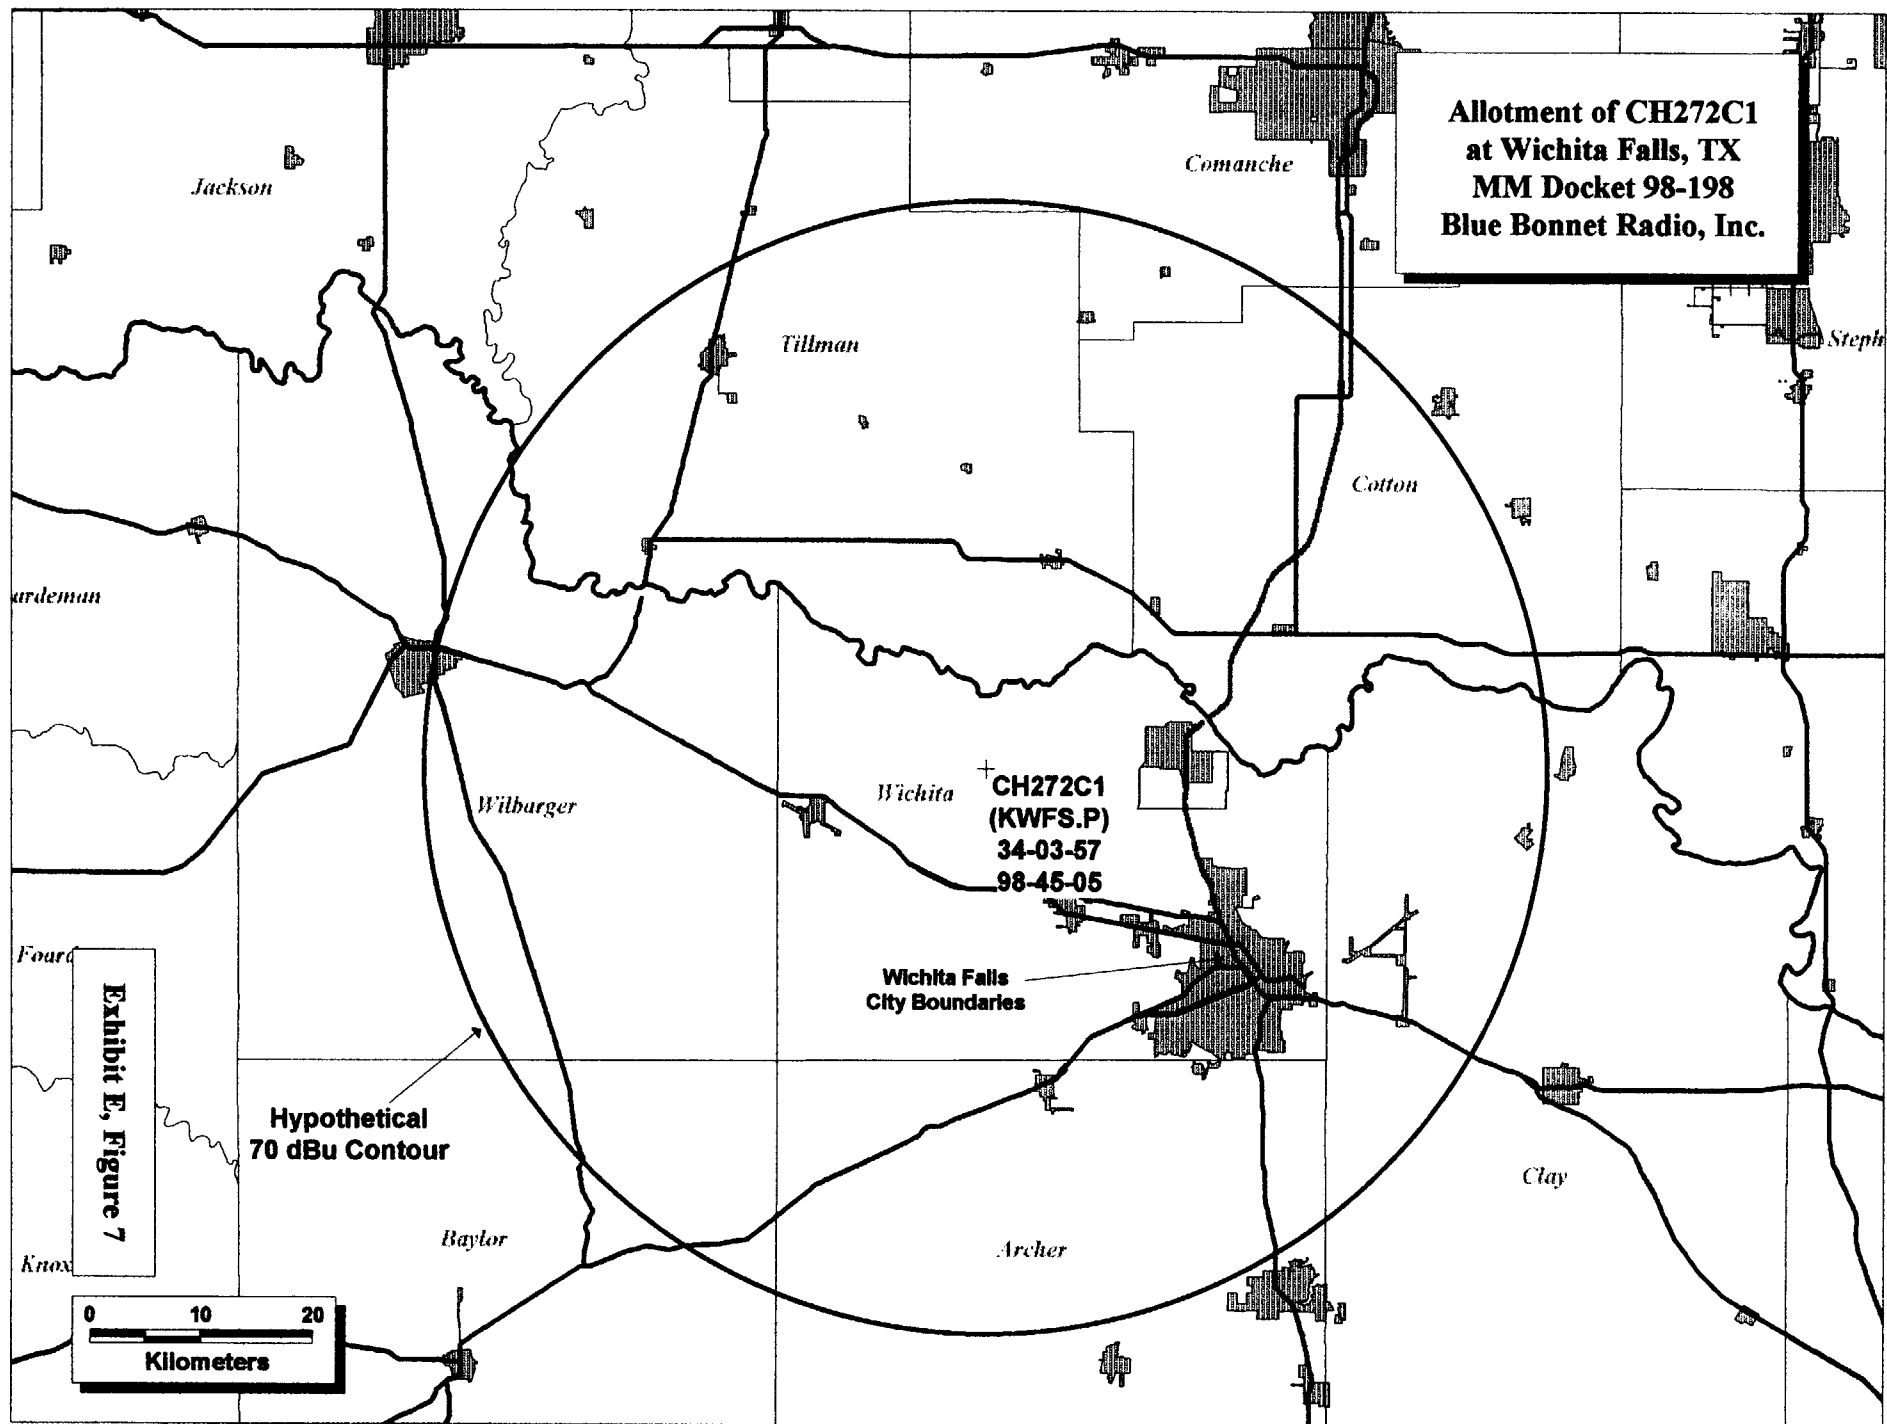 Allotment of CH272C1
at Wichita Falls, TX
MM Docket 98-198
Blue Bonnet Radio, Inc.
Jackson
Comanche
Tillman
Steph
Cotton
ardeman
Wilbarger
Wichita
CH272C1
(KWFS.P)
34-03-57
98-45-05
Foard
Wichita Falls
City Boundaries
Exhibit E, Figure 7
Hypothetical
70 dBu Contour
Clay
Baylor
Archer
Knox
0 10 20
Kilometers